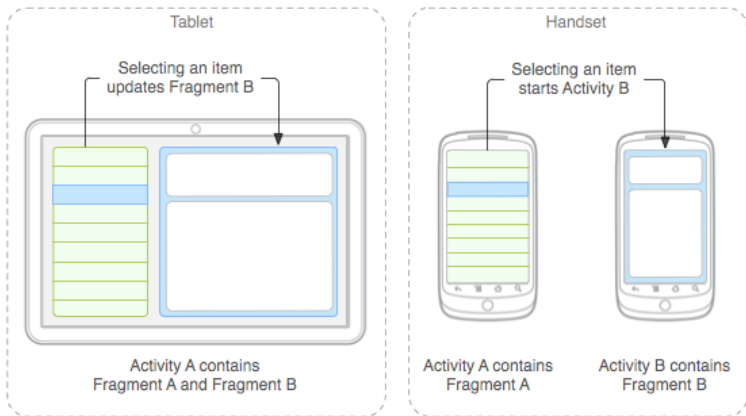 Tablet
Selecting an item
updates Fragment B
Activity A contains
Fragment A and Fragment B
Handset
Selecting an item
starts Activity B
Activity A contains
Fragment A
Activity B contains
Fragment B